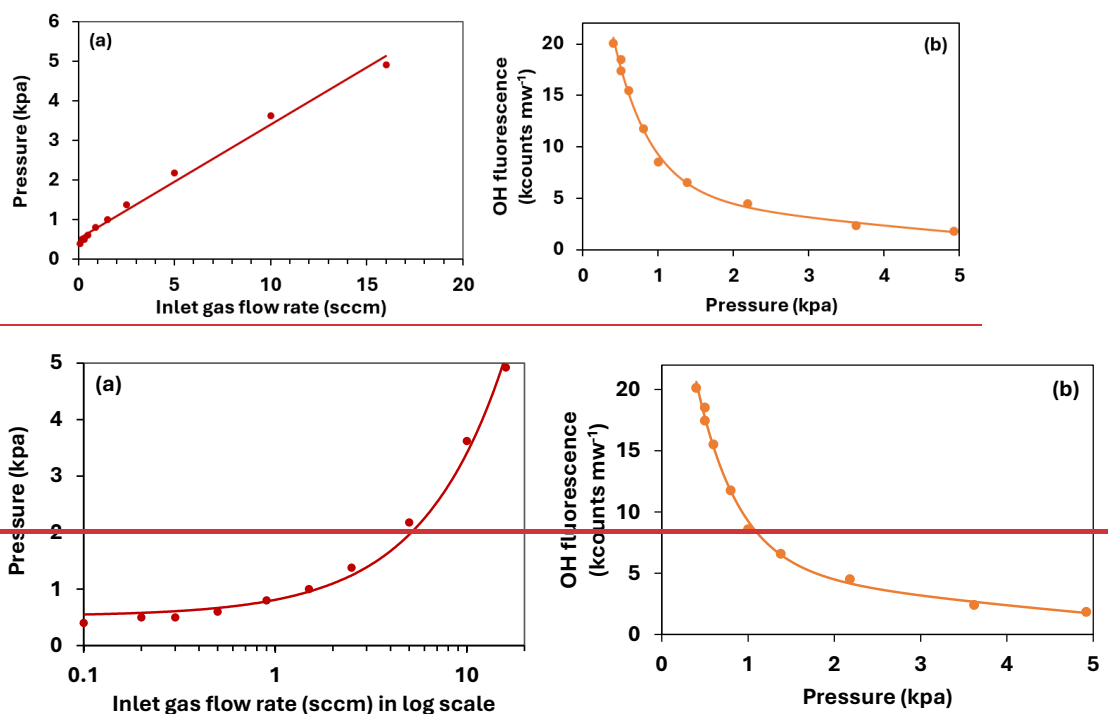 (a)
Pressure (kpa)
6
5
4
3
2
1
0
0 5 10 15 20
Inlet gas flow rate (sccm)
(b)
OH fluorescence
(kcounts mw⁻¹)
20
15
10
5
0
0 1 2 3 4 5
Pressure (kpa)
(a)
Pressure (kpa)
5
4
3
2
1
0
0.1 1 10
Inlet gas flow rate (sccm) in log scale
(b)
OH fluorescence
(kcounts mw⁻¹)
20
15
10
5
0
0 1 2 3 4 5
Pressure (kpa)